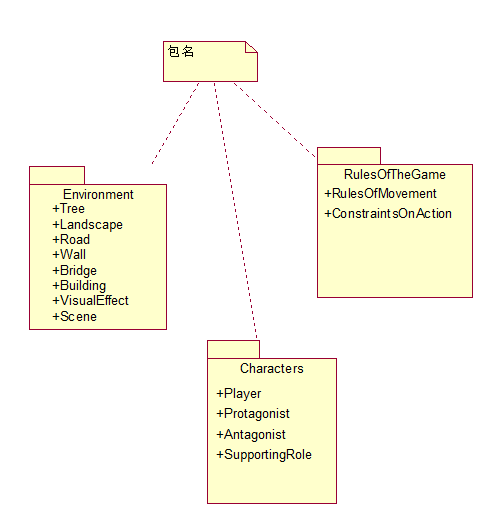 包名
Environment
+Tree
+Landscape
+Road
+Wall
+Bridge
+Building
+VisualEffect
+Scene
RulesOfTheGame
+RulesOfMovement
+ConstraintsOnAction
Characters
+Player
+Protagonist
+Antagonist
+SupportingRole